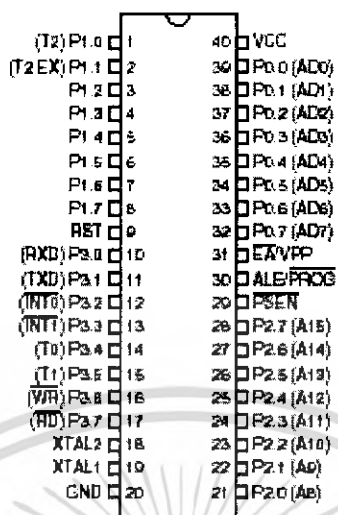 (T2) P1.0 1 40 VCC
(T2 EX) P1.1 2 39 P0.0 (AD0)
P1.2 3 38 P0.1 (AD1)
P1.3 4 37 P0.2 (AD2)
P1.4 5 36 P0.3 (AD3)
P1.5 6 35 P0.4 (AD4)
P1.6 7 34 P0.5 (AD5)
P1.7 8 33 P0.6 (AD6)
RST 9 32 P0.7 (AD7)
(RXD) P3.0 10 31 EA/VPP
(TXD) P3.1 11 30 ALE/PROG
(INT0) P3.2 12 29 PSEN
(INT1) P3.3 13 28 P2.7 (A15)
(T0) P3.4 14 27 P2.6 (A14)
(T1) P3.5 15 26 P2.5 (A13)
(WR) P3.6 16 25 P2.4 (A12)
(RD) P3.7 17 24 P2.3 (A11)
XTAL2 18 23 P2.2 (A10)
XTAL1 19 22 P2.1 (A9)
GND 20 21 P2.0 (A8)